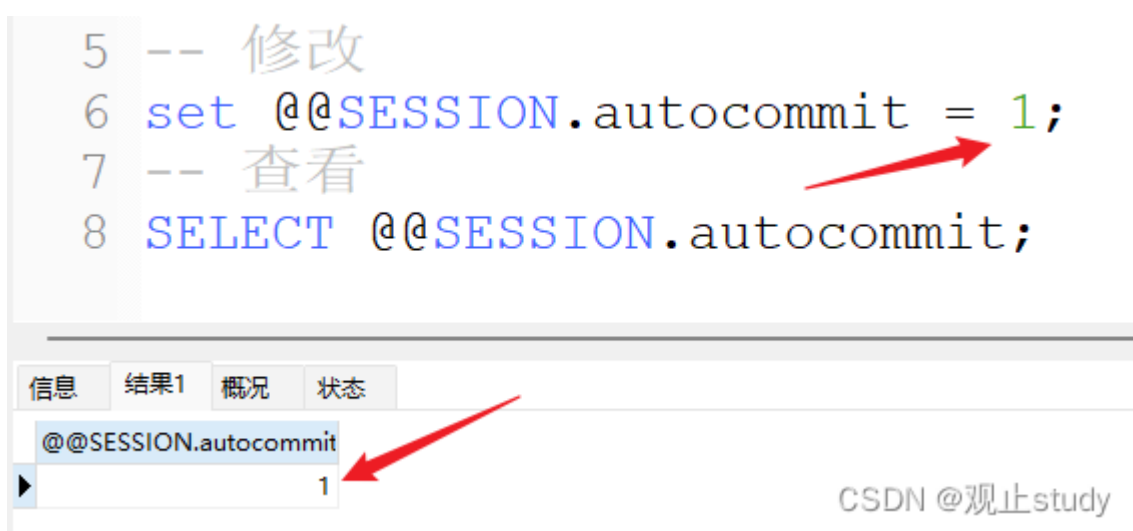 5 -- 修改
6 set @@SESSION.autocommit = 1;
7 -- 查看
8 SELECT @@SESSION.autocommit;
信息 结果1 概况 状态
@@SESSION.autocommit
1
CSDN @观止study